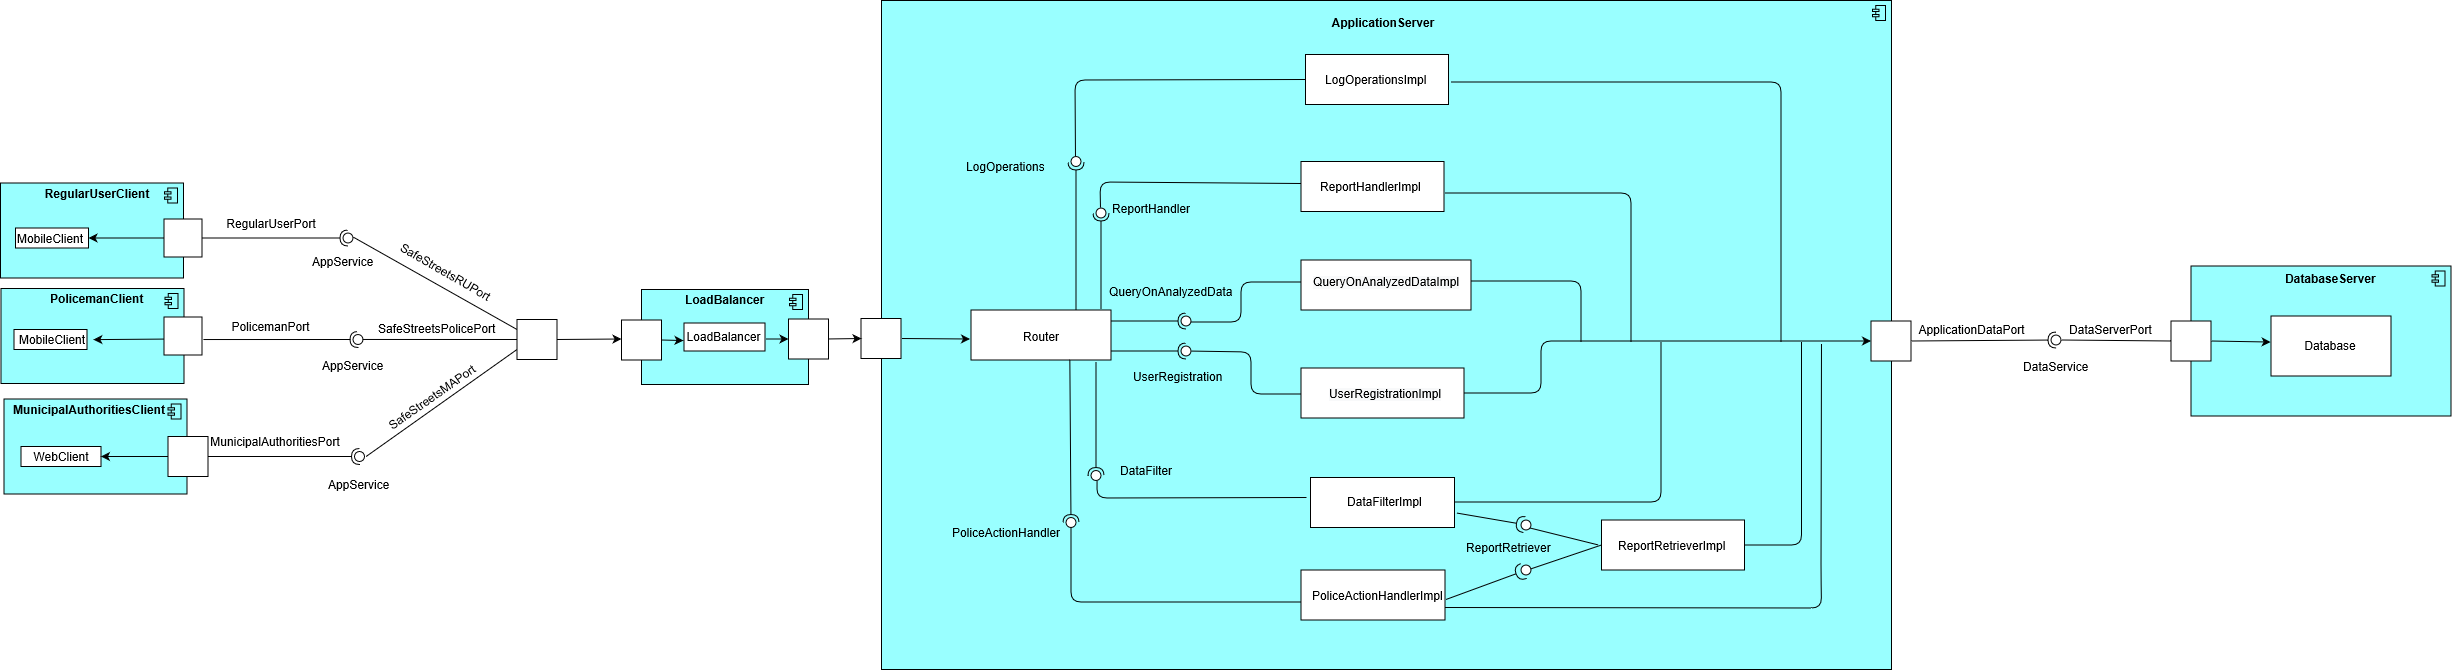 ApplicationServer
LogOperationsImpl
LogOperations
ReportHandlerImpl
ReportHandler
RegularUserClient
MobileClient
RegularUserPort
AppService
SafeStreetsRUPort
PolicemanClient
MobileClient
PolicemanPort
AppService
SafeStreetsPolicePort
MunicipalAuthoritiesClient
WebClient
MunicipalAuthoritiesPort
AppService
SafeStreetsMAPort
LoadBalancer
LoadBalancer
QueryOnAnalyzedData
QueryOnAnalyzedDataImpl
Router
UserRegistration
UserRegistrationImpl
DataFilter
DataFilterImpl
PoliceActionHandler
ReportRetriever
ReportRetrieverImpl
PoliceActionHandlerImpl
ApplicationDataPort
DataServerPort
DataService
DatabaseServer
Database